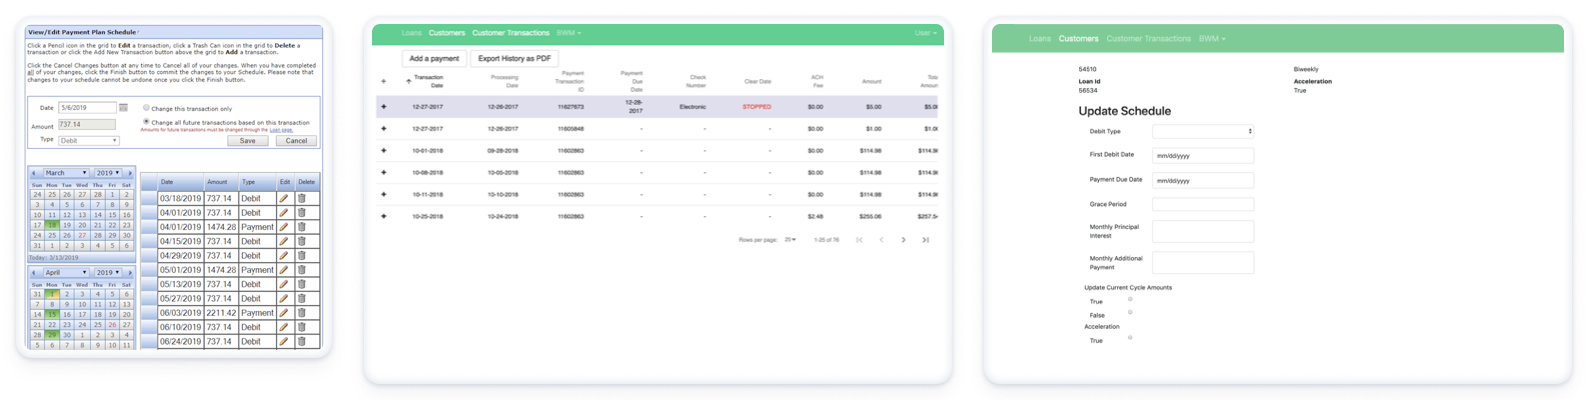 View/Edit Payment Plan Schedule
Click a Pencil icon in the grid to Edit a transaction, click a Trash Can icon in the grid to Delete a
transaction or click the Add New Transaction button above the grid to Add a transaction.
Click the Cancel Changes button at any time to Cancel all of your changes. When you have completed
all of your changes, click the Finish button to commit the changes to your Schedule. Please note that
changes to your schedule cannot be undone once you click the Finish button.
Date 5/6/2019 Change this transaction only
Change all future transactions based on this transaction
Amount 737.14 Amounts for future transactions must be changed through the Loan page.
Type Debit Save Cancel
March 2019
Sun Mon Tue Wed Thu Fri Sat
24 25 26 27 28 1 2
3 4 5 6 7 8 9
10 11 12 13 14 15 16
17 18 19 20 21 22 23
24 25 26 27 28 29 30
31 1 2 3 4 5 6
Today: 3/13/2019
April 2019
Sun Mon Tue Wed Thu Fri Sat
31 1 2 3 4 5 6
7 8 9 10 11 12 13
14 15 16 17 18 19 20
21 22 23 24 25 26 27
28 29 30 1 2 3 4
5 6 7 8 9 10 11
Date Amount Type Edit Delete
03/18/2019 737.14 Debit
04/01/2019 737.14 Debit
04/01/2019 1474.28 Payment
04/15/2019 737.14 Debit
04/29/2019 737.14 Debit
05/01/2019 1474.28 Payment
05/13/2019 737.14 Debit
05/27/2019 737.14 Debit
06/03/2019 2211.42 Payment
06/10/2019 737.14 Debit
06/24/2019 737.14 Debit
Loans Customers Customer Transactions BWM User
Add a payment Export History as PDF
+ Transaction Date Processing Date Payment Transaction ID Payment Due Date Check Number Clear Date ACH Fee Amount Total Amount
+ 12-27-2017 12-28-2017 11627673 12-28-2017 Electronic STOPPED $0.00 $5.00 $5.0
+ 12-27-2017 12-26-2017 11605848 - - - $0.00 $1.00 $1.0
+ 10-01-2018 09-28-2018 11602863 - - - $0.00 $114.98 $114.9
+ 10-08-2018 10-05-2018 11602863 - - - $0.00 $114.98 $114.9
+ 10-11-2018 10-10-2018 11602863 - - - $0.00 $114.98 $114.9
+ 10-25-2018 10-24-2018 11602863 - - - $2.48 $255.06 $257.5
Rows per page: 25 1-25 of 76
Loans Customers Customer Transactions BWM
54510 Biweekly
Loan Id Acceleration
56534 True
Update Schedule
Debit Type
First Debit Date mm/dd/yyyy
Payment Due Date mm/dd/yyyy
Grace Period
Monthly Principal
Interest
Monthly Additional
Payment
Update Current Cycle Amounts
True
False
Acceleration
True